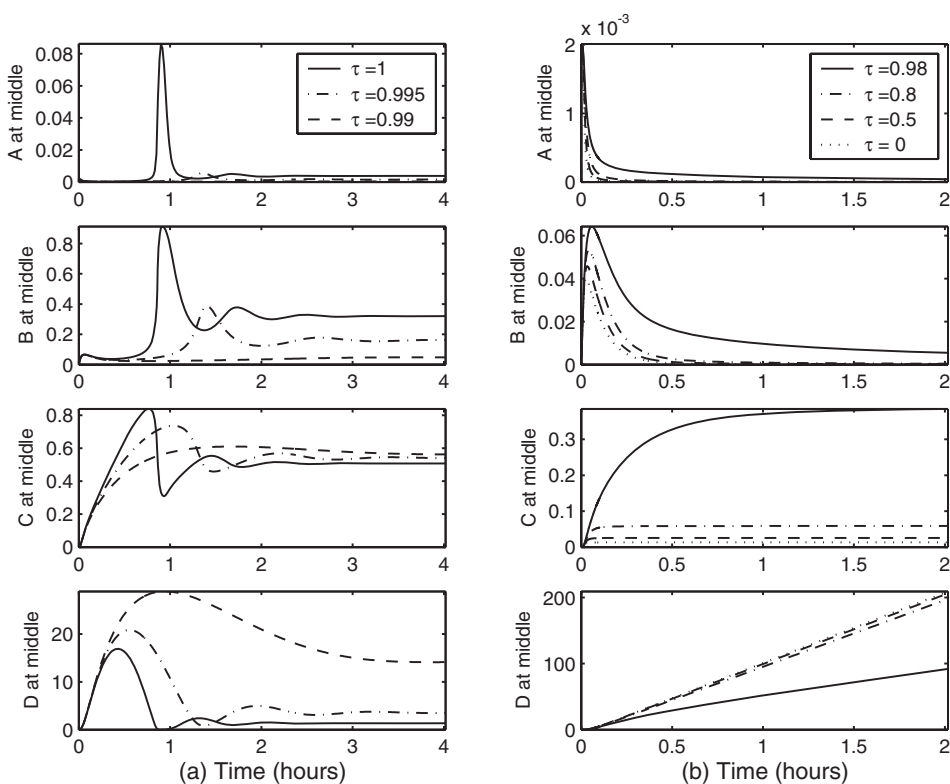 A at middle
0.08
0.06
0.04
0.02
0
0 1 2 3 4
τ =1
τ =0.995
τ =0.99
B at middle
0.8
0.6
0.4
0.2
0
0 1 2 3 4
C at middle
0.8
0.6
0.4
0.2
0
0 1 2 3 4
D at middle
20
10
0
0 1 2 3 4
(a) Time (hours)
x 10⁻³
A at middle
2
1
0
0 0.5 1 1.5 2
τ =0.98
τ =0.8
τ =0.5
τ = 0
B at middle
0.06
0.04
0.02
0
0 0.5 1 1.5 2
C at middle
0.3
0.2
0.1
0
0 0.5 1 1.5 2
D at middle
200
100
0
0 0.5 1 1.5 2
(b) Time (hours)